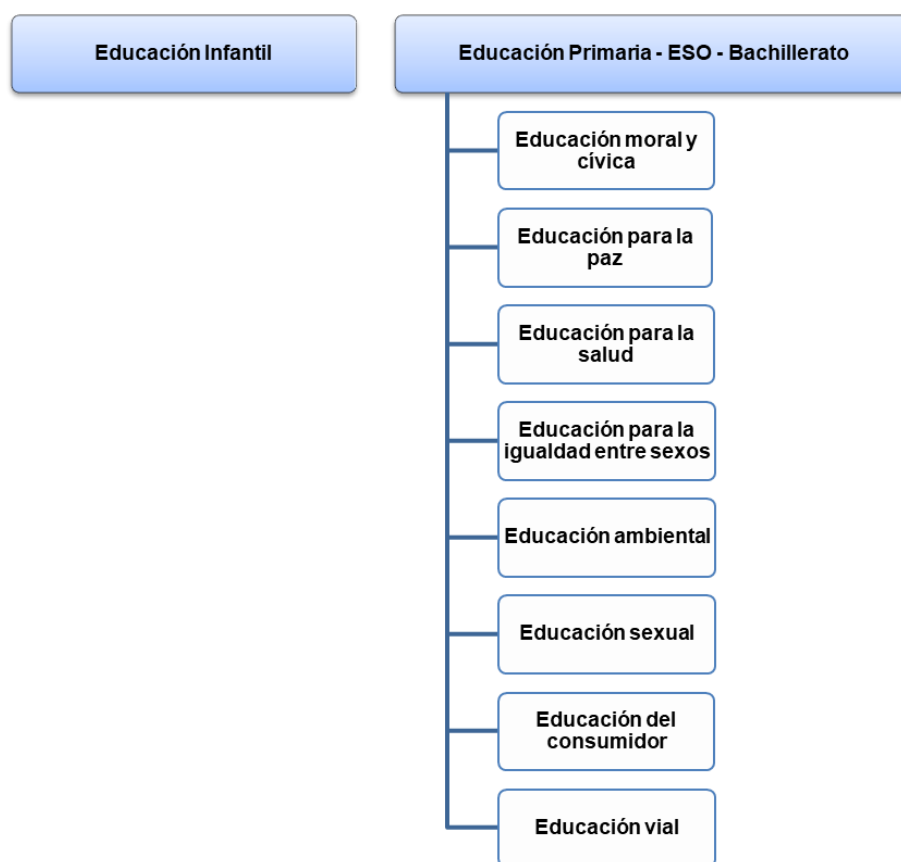 Educación Infantil
Educación Primaria - ESO - Bachillerato
Educación moral y
cívica
Educación para la
paz
Educación para la
salud
Educación para la
igualdad entre sexos
Educación ambiental
Educación sexual
Educación del
consumidor
Educación vial